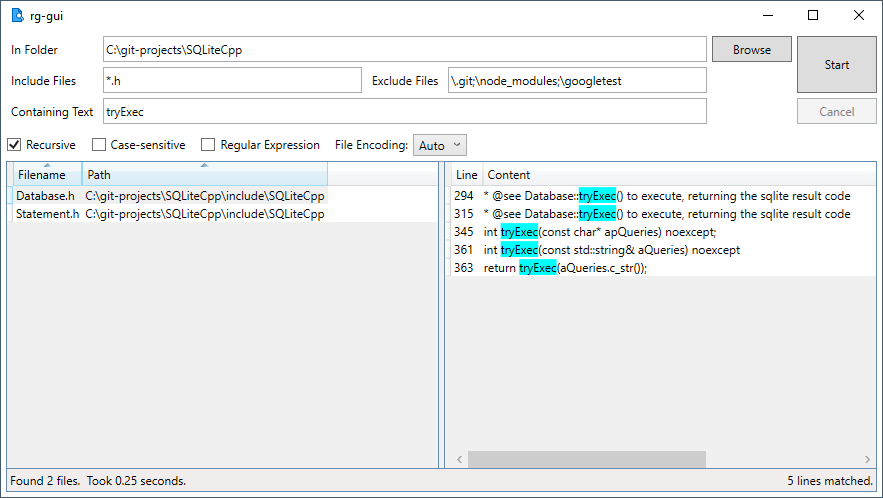 rg-gui
In Folder C:\git-projects\SQLiteCpp Browse Start
Include Files *.h Exclude Files \.git;\node_modules;\googletest
Containing Text tryExec Cancel
Recursive Case-sensitive Regular Expression File Encoding: Auto
Filename Path
Database.h C:\git-projects\SQLiteCpp\include\SQLiteCpp
Statement.h C:\git-projects\SQLiteCpp\include\SQLiteCpp
Line Content
294 * @see Database::tryExec() to execute, returning the sqlite result code
315 * @see Database::tryExec() to execute, returning the sqlite result code
345 int tryExec(const char* apQueries) noexcept;
361 int tryExec(const std::string& aQueries) noexcept
363 return tryExec(aQueries.c_str());
Found 2 files. Took 0.25 seconds. 5 lines matched.